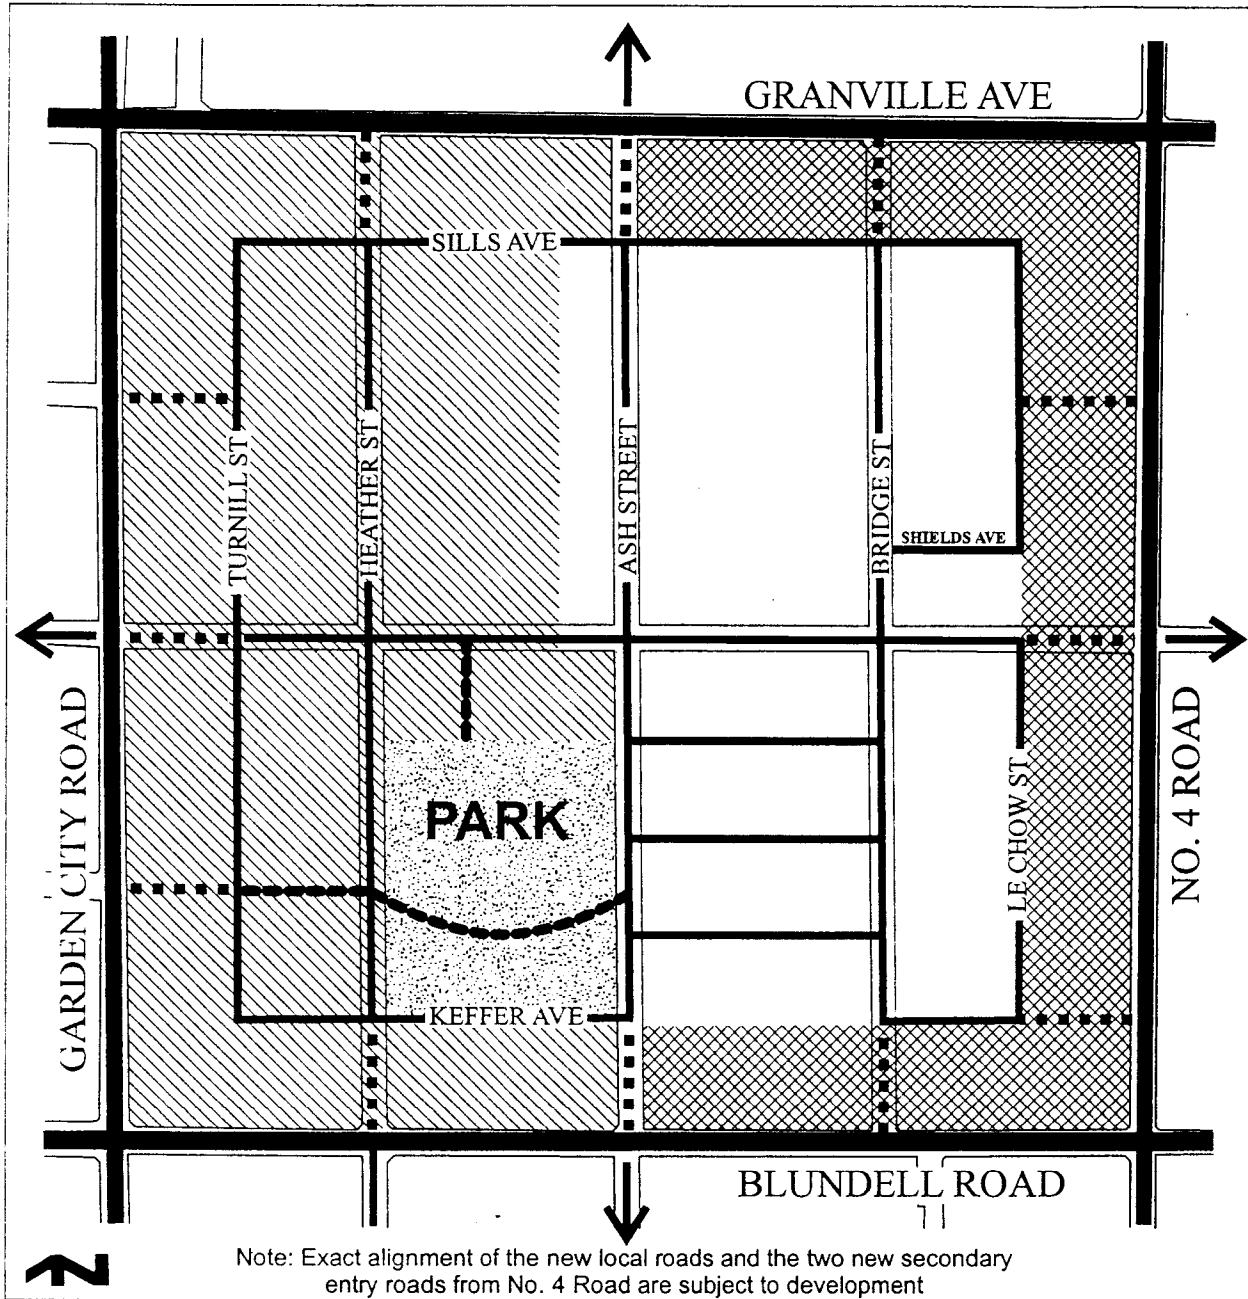 GRANVILLE AVE
SILLS AVE
TURNILL ST
HEATHER ST
ASH STREET
BRIDGE ST
SHIELDS AVE
GARDEN CITY ROAD
PARK
LE CHOW ST
NO. 4 ROAD
KEFFER AVE
BLUNDELL ROAD
N
Note: Exact alignment of the new local roads and the two new secondary
entry roads from No. 4 Road are subject to development